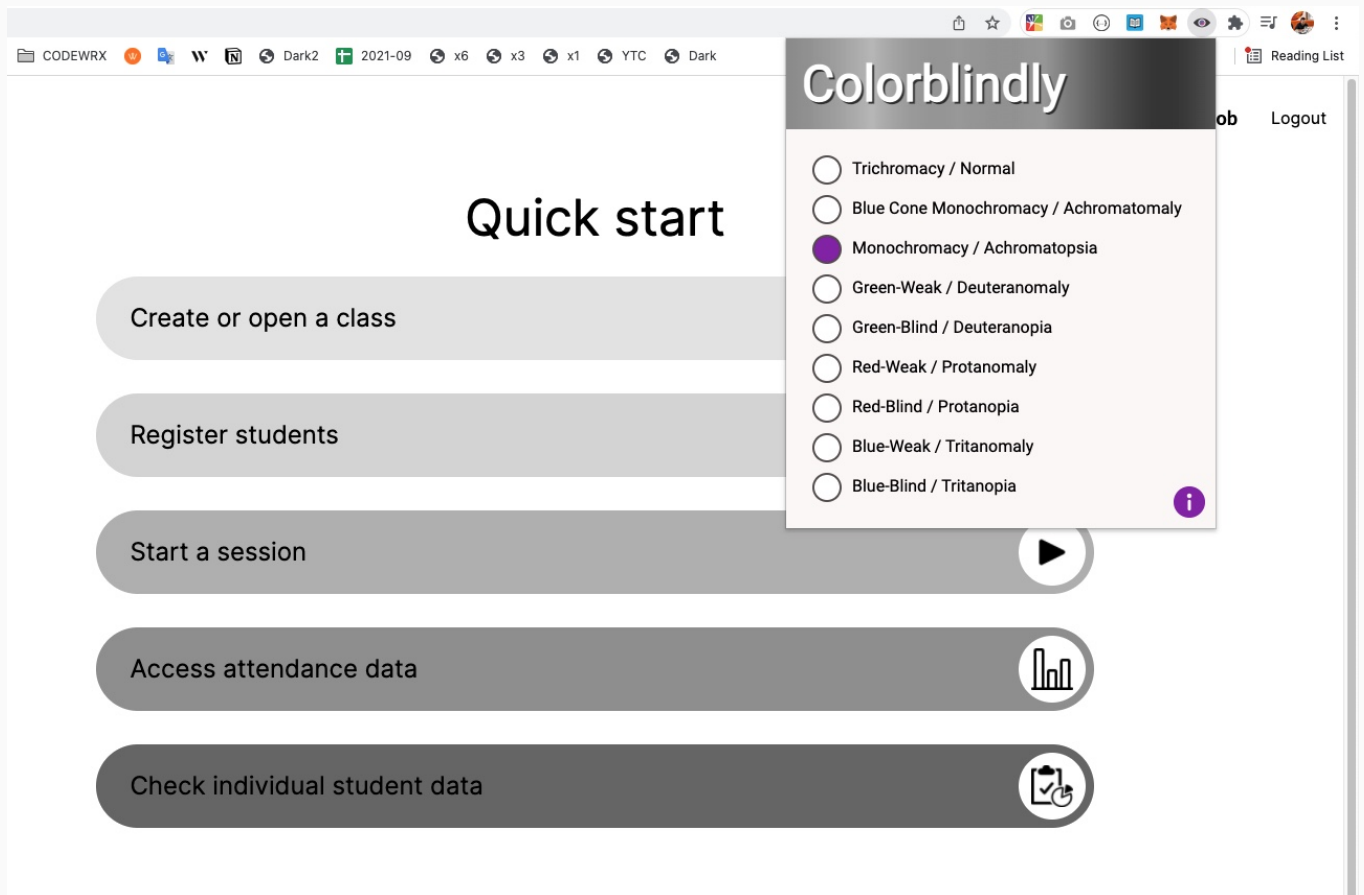 CODEWRX
Dark2
2021-09
x6
x3
x1
YTC
Dark
Reading List
Colorblindly
ob
Logout
Trichromacy / Normal
Blue Cone Monochromacy / Achromatomaly
Monochromacy / Achromatopsia
Green-Weak / Deuteranomaly
Green-Blind / Deuteranopia
Red-Weak / Protanomaly
Red-Blind / Protanopia
Blue-Weak / Tritanomaly
Blue-Blind / Tritanopia
Quick start
Create or open a class
Register students
Start a session
Access attendance data
Check individual student data